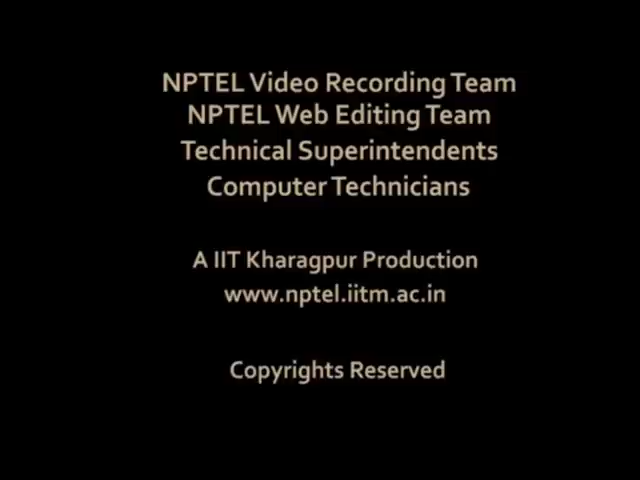 NPTEL Video Recording Team
NPTEL Web Editing Team
Technical Superintendents
Computer Technicians
A IIT Kharagpur Production
www.nptel.iitm.ac.in
Copyrights Reserved